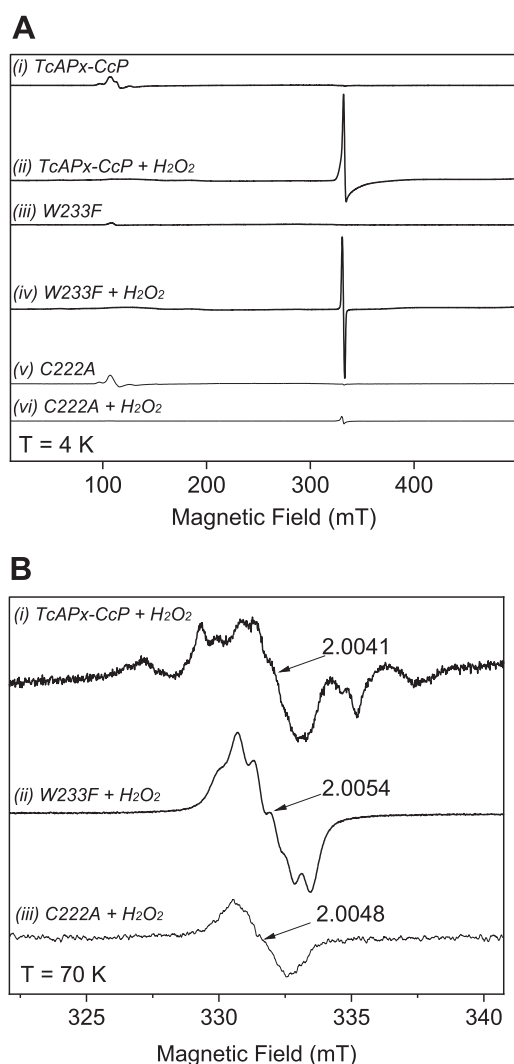 A
(i) TcAPx-CcP
(ii) TcAPx-CcP + H2O2
(iii) W233F
(iv) W233F + H2O2
(v) C222A
(vi) C222A + H2O2
T = 4 K
100 200 300 400
Magnetic Field (mT)
B
(i) TcAPx-CcP + H2O2
2.0041
(ii) W233F + H2O2
2.0054
(iii) C222A + H2O2
2.0048
T = 70 K
325 330 335 340
Magnetic Field (mT)